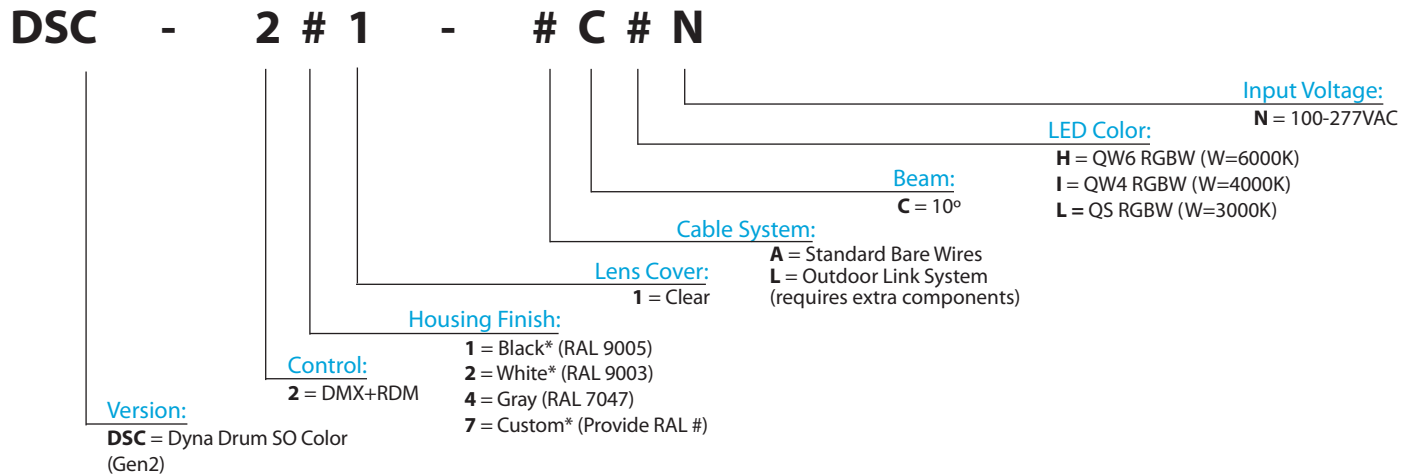 DSC - 2 # 1 - # C # N
Input Voltage:
N = 100-277VAC
LED Color:
H = QW6 RGBW (W=6000K)
I = QW4 RGBW (W=4000K)
L = QS RGBW (W=3000K)
Beam:
C = 10º
Cable System:
A = Standard Bare Wires
L = Outdoor Link System
(requires extra components)
Lens Cover:
1 = Clear
Housing Finish:
1 = Black* (RAL 9005)
2 = White* (RAL 9003)
4 = Gray (RAL 7047)
7 = Custom* (Provide RAL #)
Control:
2 = DMX+RDM
Version:
DSC = Dyna Drum SO Color
(Gen2)